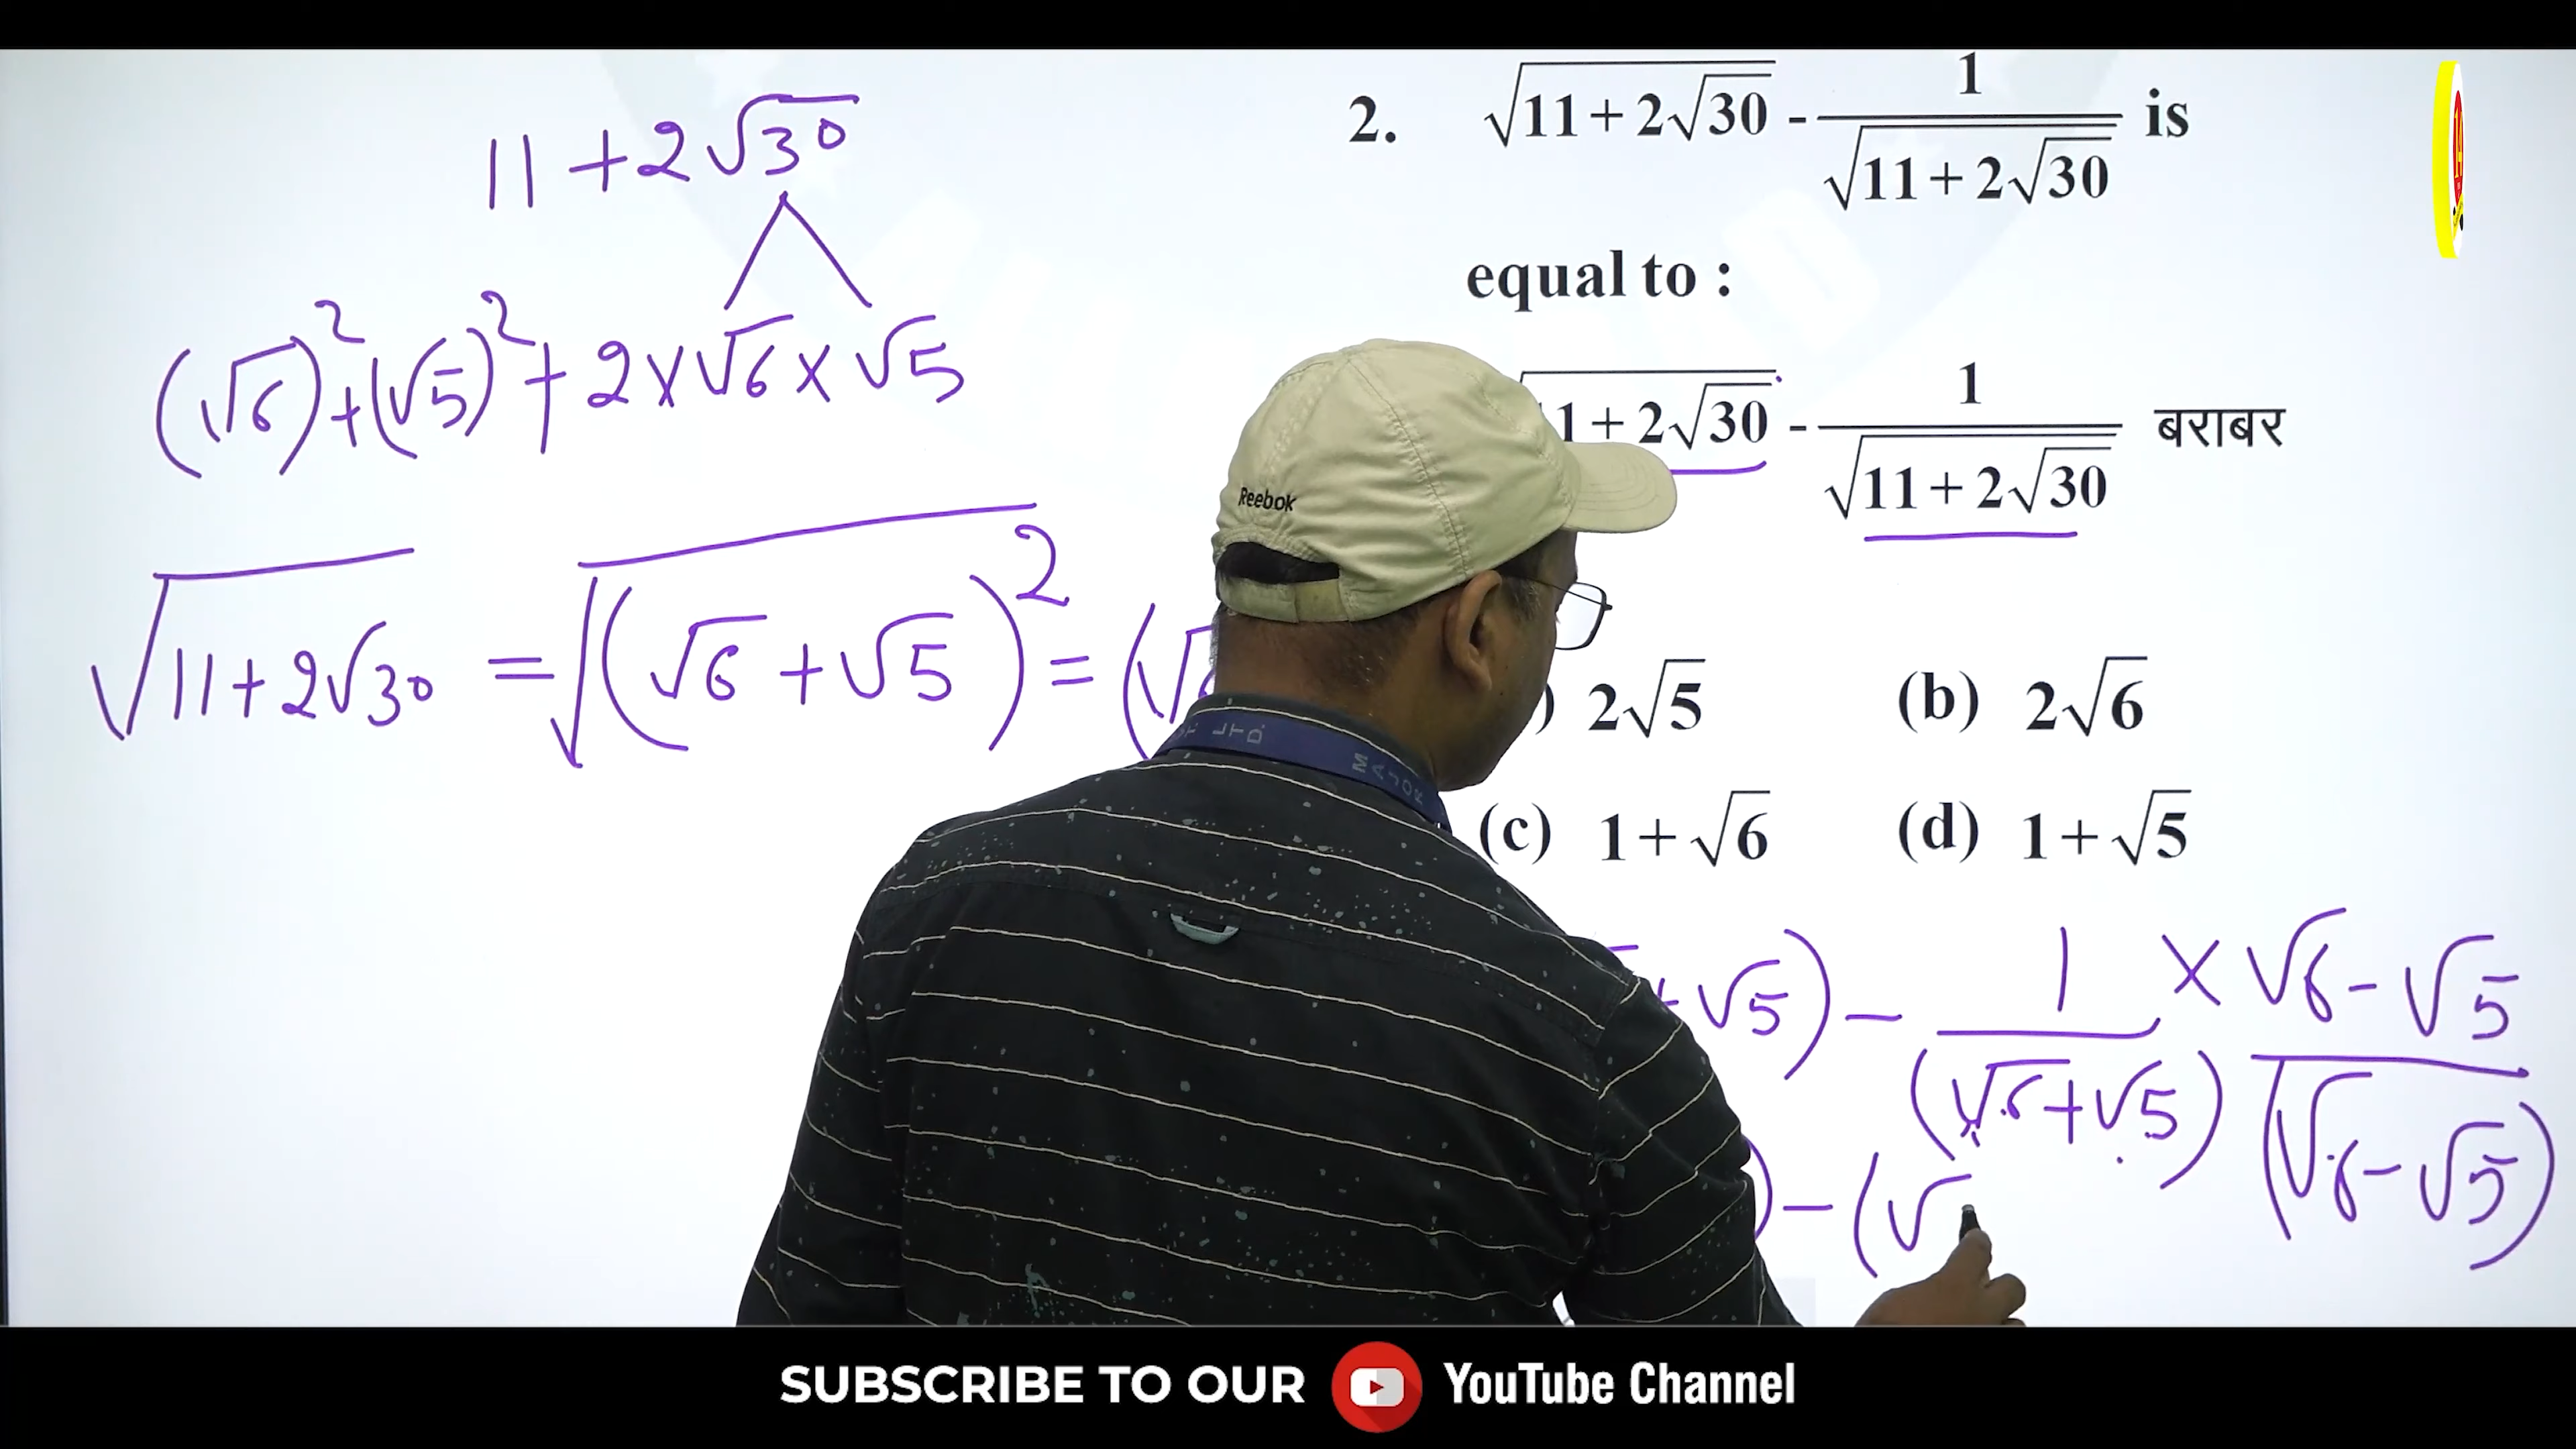 11 + 2√30
(√6)² + (√5)² + 2 × √6 × √5
√(11 + 2√30) = √((√6 + √5)²) = (√
2. √(11 + 2√30) - 1/√(11 + 2√30) is
equal to :
1 + 2√30 - 1/√(11 + 2√30) बराबर
) 2√5 (b) 2√6
(c) 1 + √6 (d) 1 + √5
+ √5) - 1/(√6 + √5) × (√6 - √5)/(√6 - √5)
) - (√
Reebok
LTD.
MAJOR
SUBSCRIBE TO OUR YouTube Channel